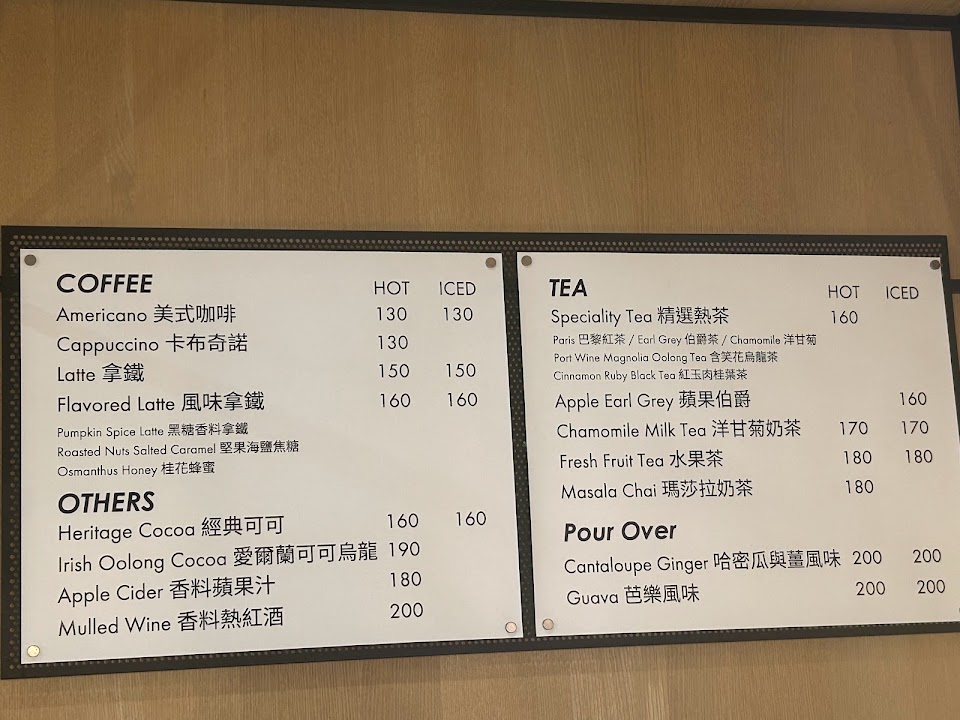 COFFEE HOT ICED
Americano 美式咖啡 130 130
Cappuccino 卡布奇諾 130
Latte 拿鐵 150 150
Flavored Latte 風味拿鐵 160 160
Pumpkin Spice Latte 黑糖香料拿鐵
Roasted Nuts Salted Caramel 堅果海鹽焦糖
Osmanthus Honey 桂花蜂蜜
OTHERS
Heritage Cocoa 經典可可 160 160
Irish Oolong Cocoa 愛爾蘭可可烏龍 190
Apple Cider 香料蘋果汁 180
Mulled Wine 香料熱紅酒 200
TEA HOT ICED
Speciality Tea 精選熱茶 160
Paris 巴黎紅茶 / Earl Grey 伯爵茶 / Chamomile 洋甘菊
Port Wine Magnolia Oolong Tea 含笑花烏龍茶
Cinnamon Ruby Black Tea 紅玉肉桂葉茶
Apple Earl Grey 蘋果伯爵 160
Chamomile Milk Tea 洋甘菊奶茶 170 170
Fresh Fruit Tea 水果茶 180 180
Masala Chai 瑪莎拉奶茶 180
Pour Over
Cantaloupe Ginger 哈密瓜與薑風味 200 200
Guava 芭樂風味 200 200